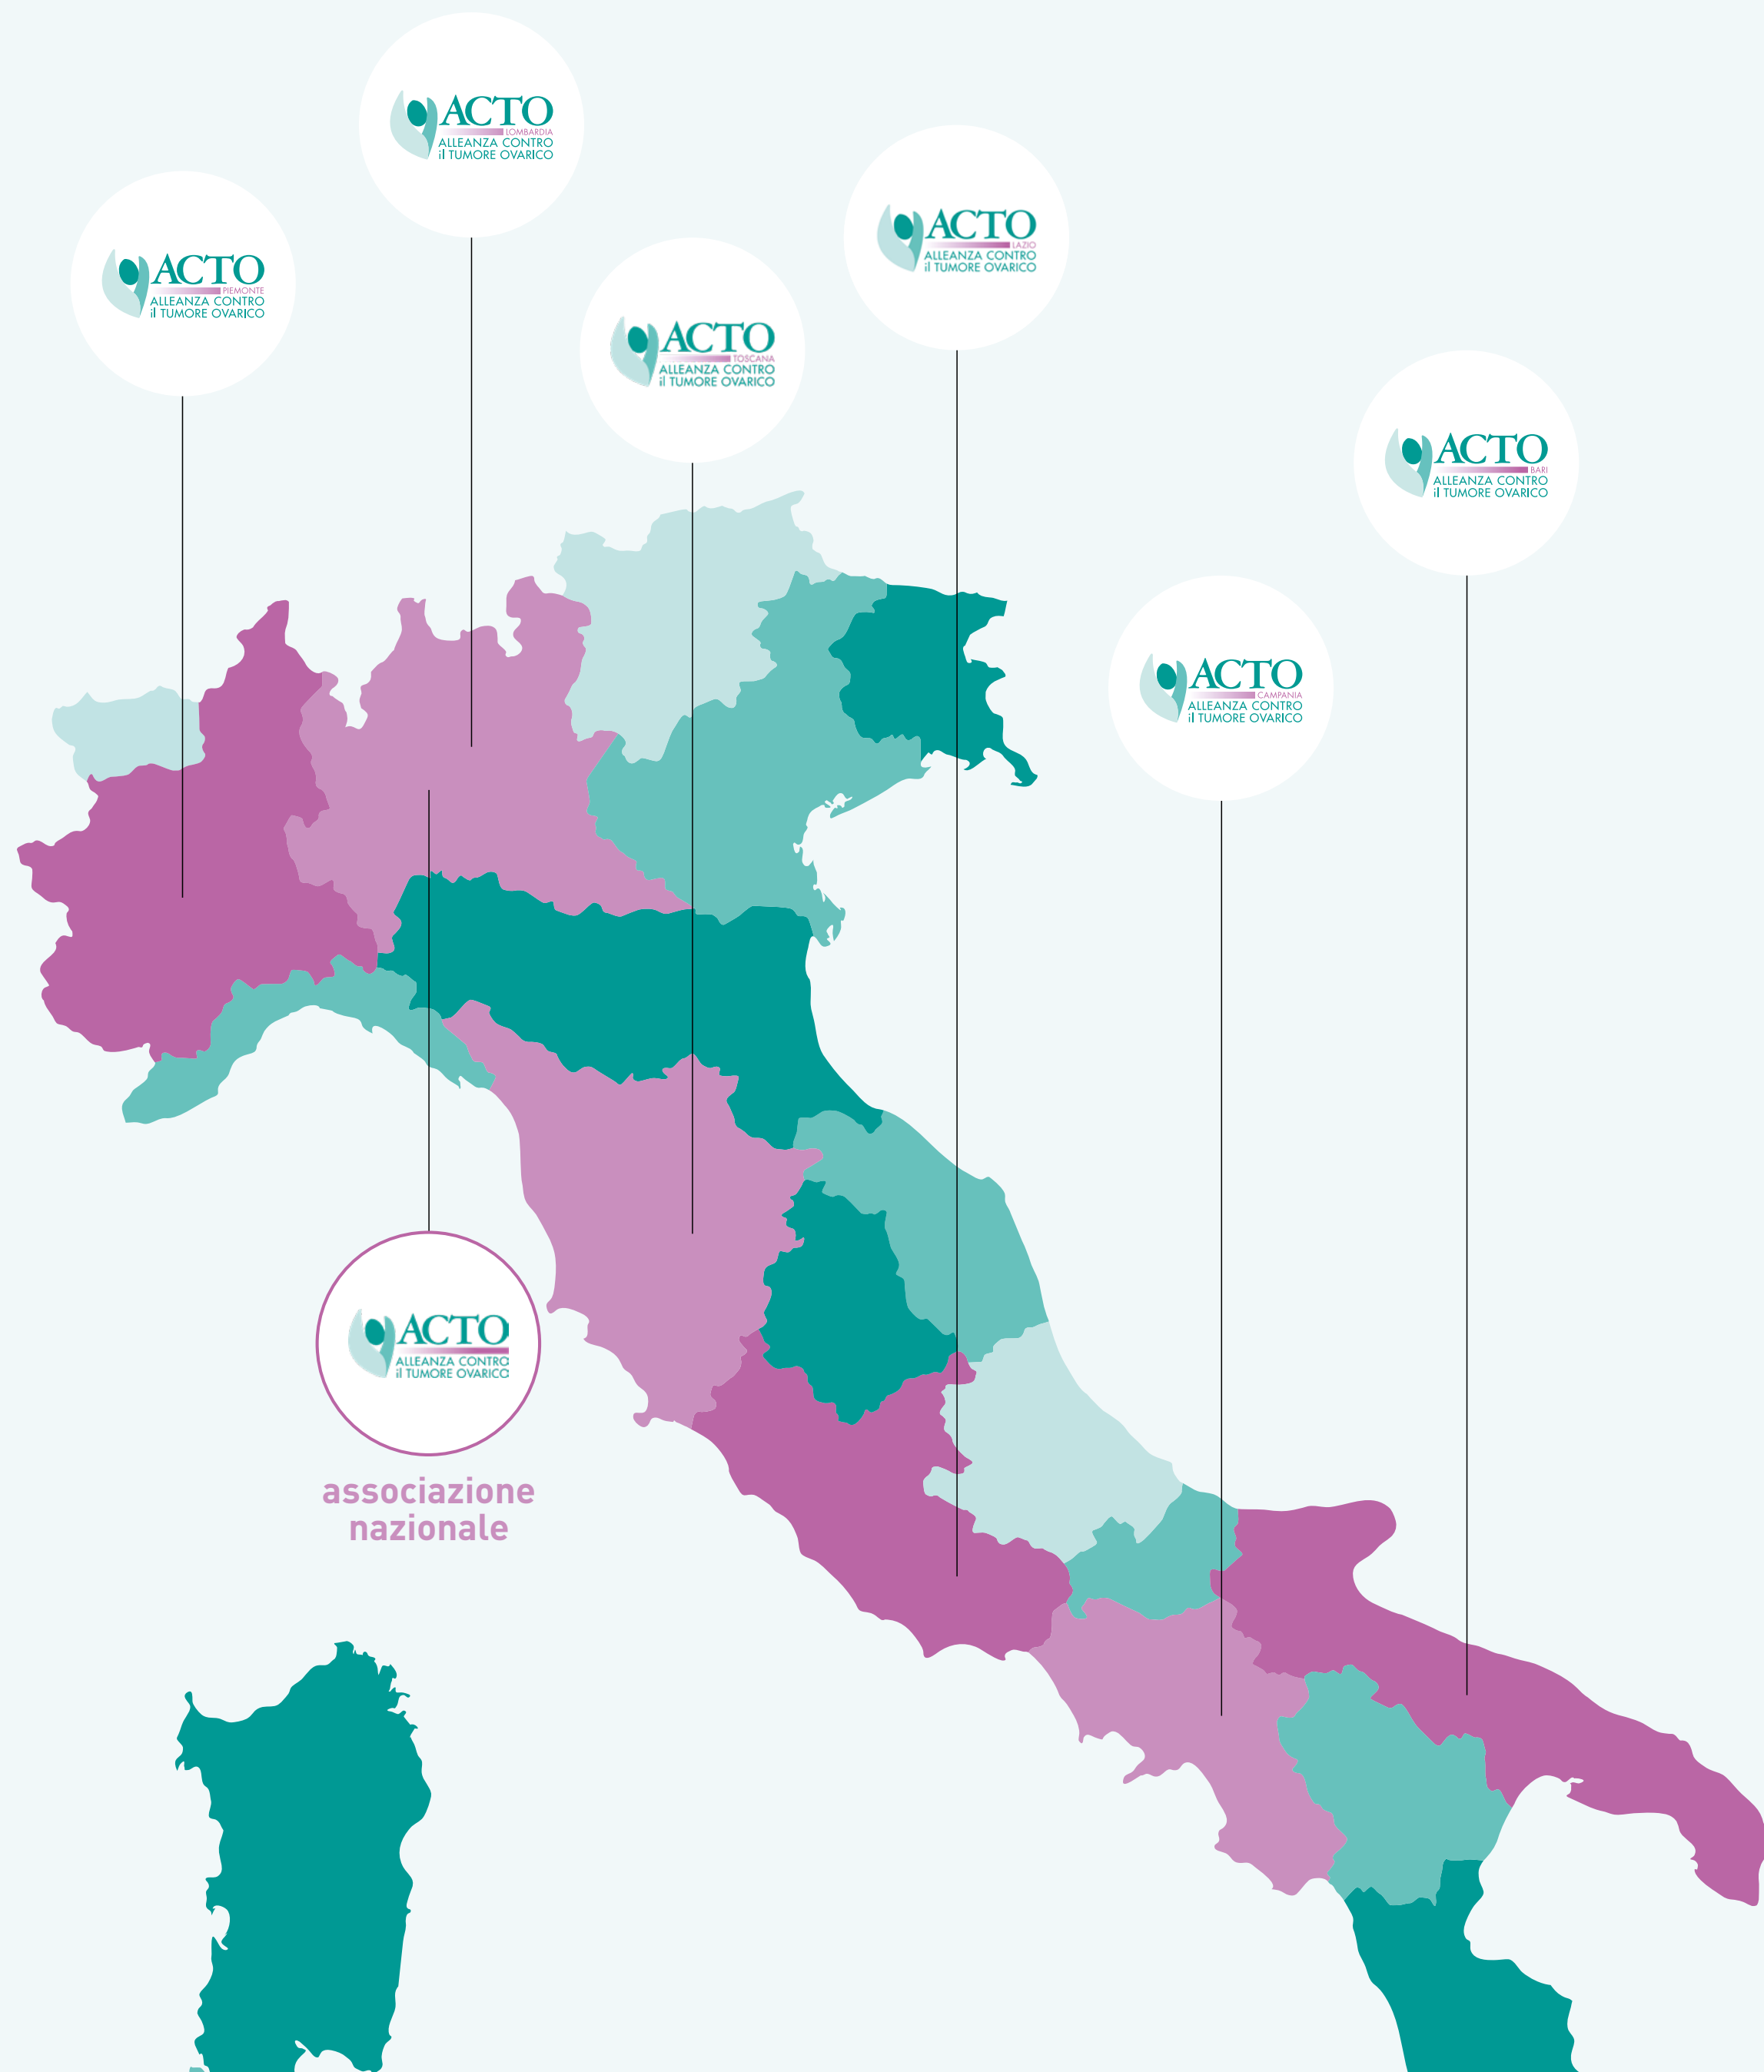 ACTO
LOMBARDIA
ALLEANZA CONTRO
il TUMORE OVARICO
ACTO
LAZIO
ALLEANZA CONTRO
il TUMORE OVARICO
ACTO
PIEMONTE
ALLEANZA CONTRO
il TUMORE OVARICO
ACTO
TOSCANA
ALLEANZA CONTRO
il TUMORE OVARICO
ACTO
BARI
ALLEANZA CONTRO
il TUMORE OVARICO
ACTO
CAMPANIA
ALLEANZA CONTRO
il TUMORE OVARICO
ACTO
ALLEANZA CONTRO
il TUMORE OVARICO
associazione
nazionale